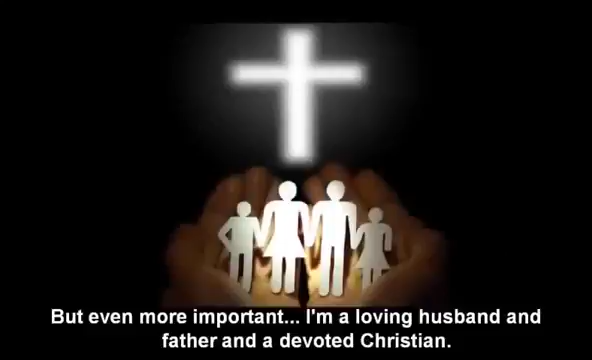 But even more important... I'm a loving husband and
father and a devoted Christian.